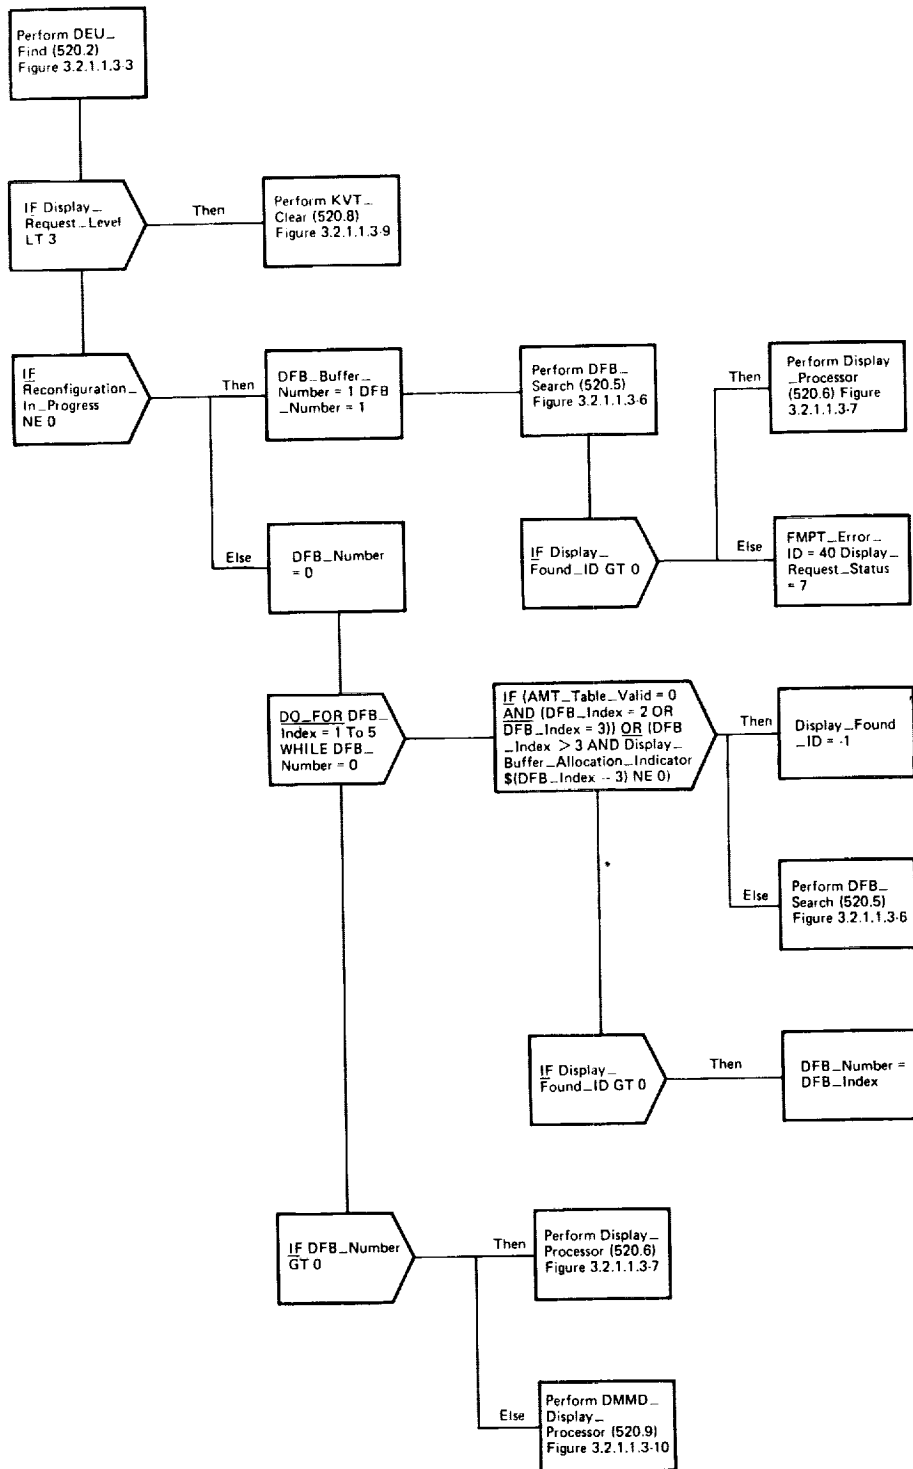 Perform DEU_
Find (520.2)
Figure 3.2.1.1.3-3
IF Display_
Request_Level
LT 3
Then
Perform KVT_
Clear (520.8)
Figure 3.2.1.1.3-9
IF
Reconfiguration_
In_Progress
NE 0
Then
DFB_Buffer_
Number = 1 DFB
_Number = 1
Perform DFB_
Search (520.5)
Figure 3.2.1.1.3-6
Then
Perform Display
_Processor
(520.6) Figure
3.2.1.1.3-7
Else
DFB_Number
= 0
IF Display_
Found_ID GT 0
Else
FMPT_Error_
ID = 40 Display_
Request_Status
= 7
DO_FOR DFB_
Index = 1 To 5
WHILE DFB_
Number = 0
IF (AMT_Table_Valid = 0
AND (DFB_Index = 2 OR
DFB_Index = 3)) OR (DFB
_Index > 3 AND Display_
Buffer_Allocation_Indicator
$(DFB_Index -- 3) NE 0)
Then
Display_Found
_ID = -1
Else
Perform DFB_
Search (520.5)
Figure 3.2.1.1.3-6
IF Display_
Found_ID GT 0
Then
DFB_Number =
DFB_Index
IF DFB_Number
GT 0
Then
Perform Display_
Processor (520.6)
Figure 3.2.1.1.3-7
Else
Perform DMMD_
Display_
Processor (520.9)
Figure 3.2.1.1.3-10